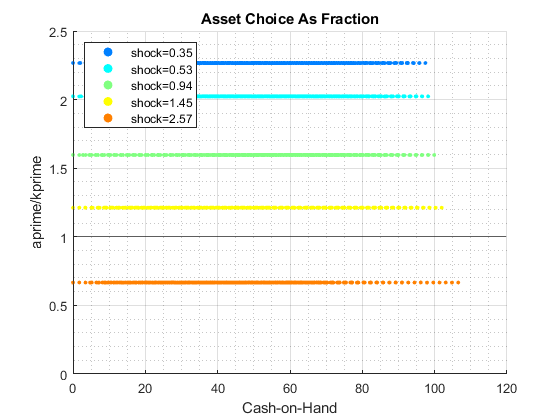 Asset Choice As Fraction
2.5
2
1.5
1
0.5
0
aprime/kprime
shock=0.35
shock=0.53
shock=0.94
shock=1.45
shock=2.57
0 20 40 60 80 100 120
Cash-on-Hand